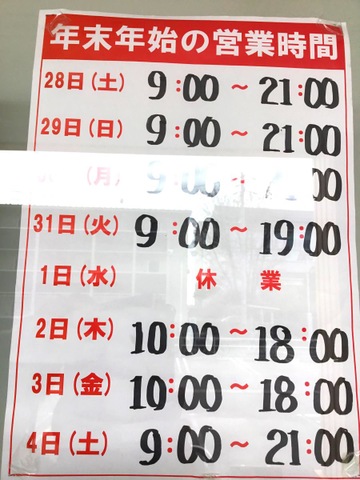 年末年始の営業時間
28日(土) 9:00~21:00
29日(日) 9:00~21:00
(月) 9:00~
31日(火) 9:00~19:00
1日(水) 休業
2日(木) 10:00~18:00
3日(金) 10:00~18:00
4日(土) 9:00~21:00